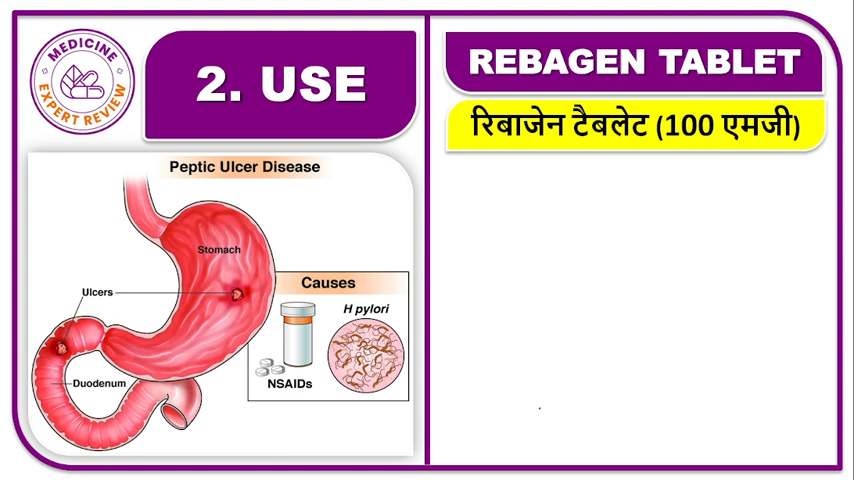 MEDICINE
EXPERT REVIEW
2. USE
REBAGEN TABLET
रिबाजेन टैबलेट (100 एमजी)
Peptic Ulcer Disease
Stomach
Ulcers
Duodenum
Causes
H pylori
NSAIDs